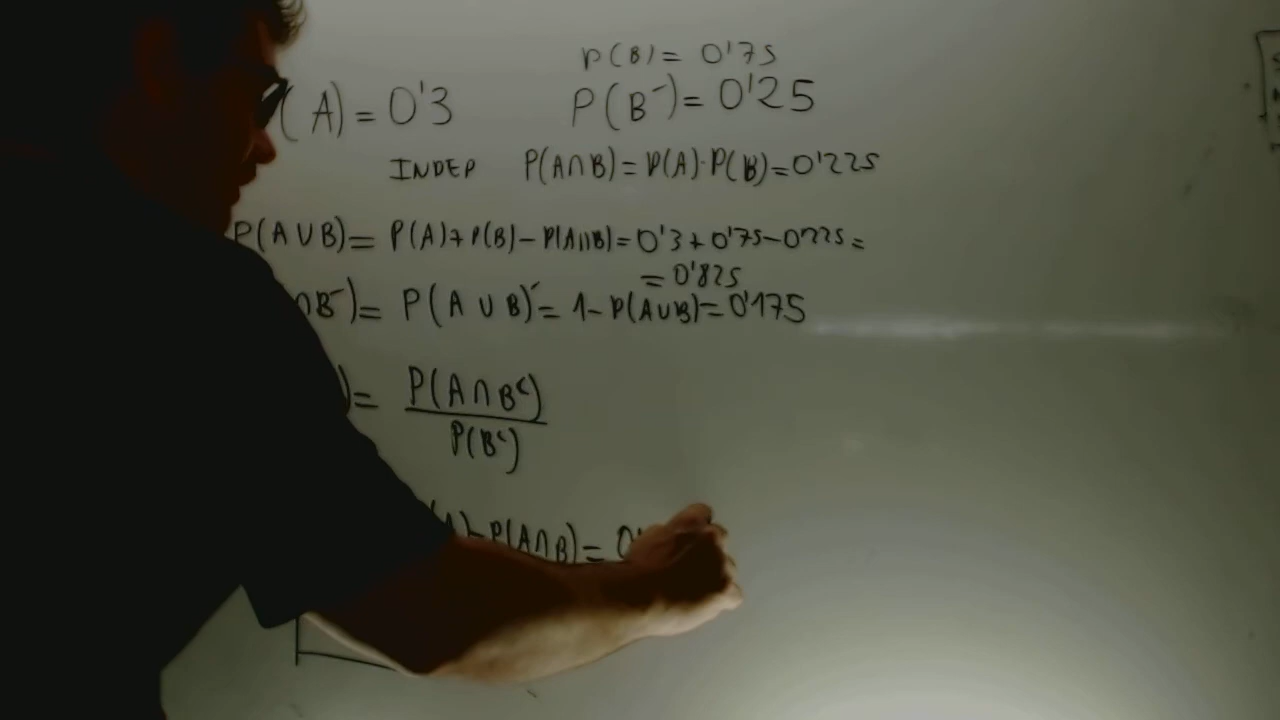 P(B) = 0'75
(A) = 0'3 P(B⁻) = 0'25
INDEP P(A∩B) = P(A)·P(B) = 0'225
P(A∪B) = P(A) + P(B) − P(A∩B) = 0'3 + 0'75 − 0'225 =
= 0'825
∩B⁻) = P(A∪B)⁻ = 1 − P(A∪B) = 0'175
) = P(A∩Bᶜ)
P(Bᶜ)
A) − P(A∩B) = 0'